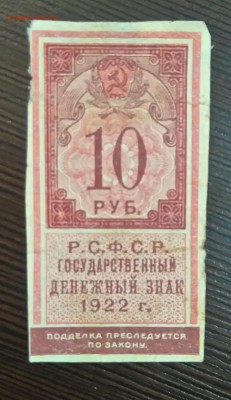 10
РУБ.
Р.С.Ф.С.Р.
ГОСУДАРСТВЕННЫЙ
ДЕНЕЖНЫЙ ЗНАК
1922 г.
ПОДДЕЛКА ПРЕСЛЕДУЕТСЯ
ПО ЗАКОНУ.